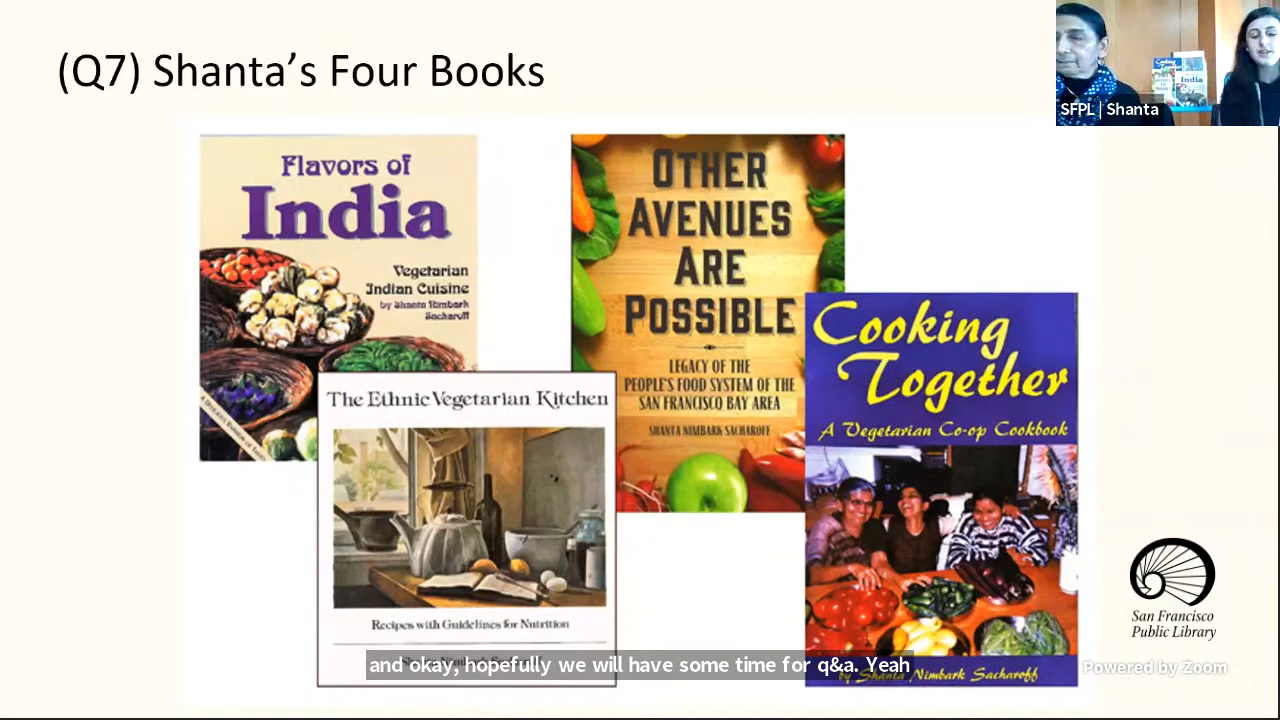 (Q7) Shanta's Four Books
SFPL | Shanta
India
Flavors of
India
Vegetarian
Indian Cuisine
by Shanta Nimbark
Sacharoff
OTHER
AVENUES
ARE
POSSIBLE
LEGACY OF THE
PEOPLE'S FOOD SYSTEM OF THE
SAN FRANCISCO BAY AREA
SHANTA NIMBARK SACHAROFF
The Ethnic Vegetarian Kitchen
Recipes with Guidelines for Nutrition
Cooking
Together
A Vegetarian Co-op Cookbook
by Shanta Nimbark Sacharoff
San Francisco
Public Library
and okay, hopefully we will have some time for q&a. Yeah
Powered by Zoom